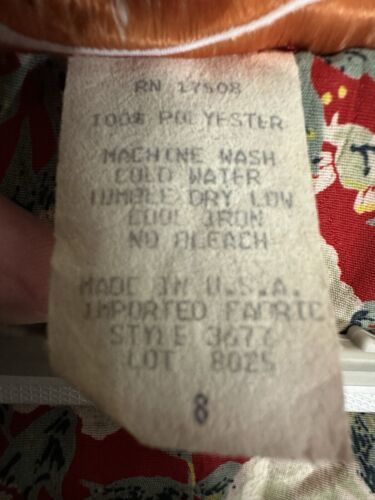 RN 17508
100% POLYESTER
MACHINE WASH
COLD WATER
TUMBLE DRY LOW
COOL IRON
NO BLEACH
MADE IN U.S.A.
IMPORTED FABRIC
STYLE 3677
LOT 8025
8